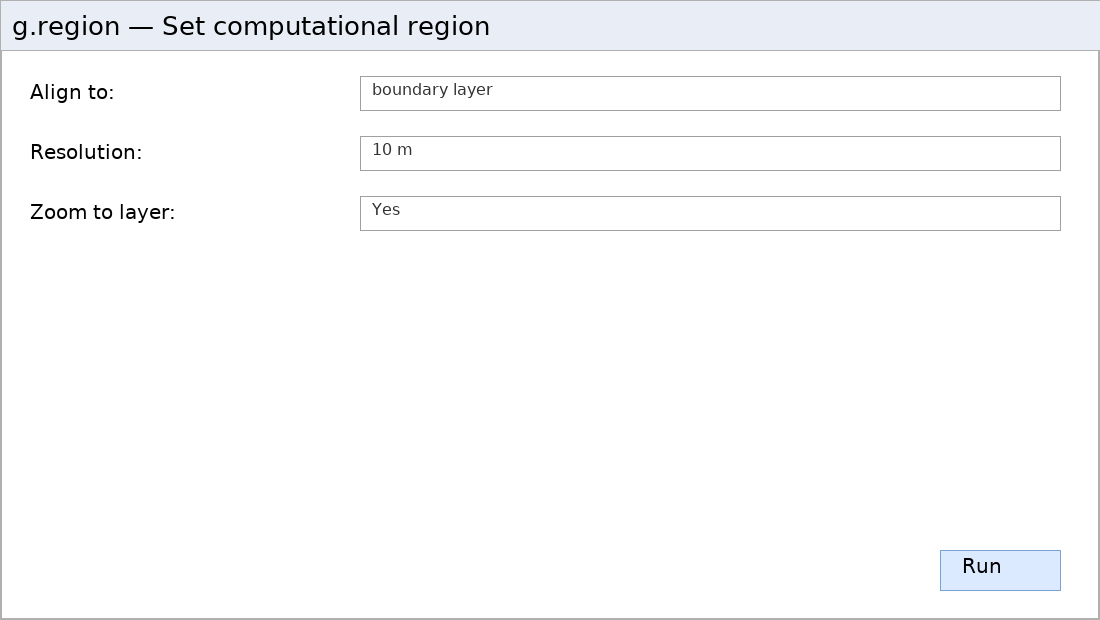 g.region — Set computational region
Align to: boundary layer
Resolution: 10 m
Zoom to layer: Yes
Run